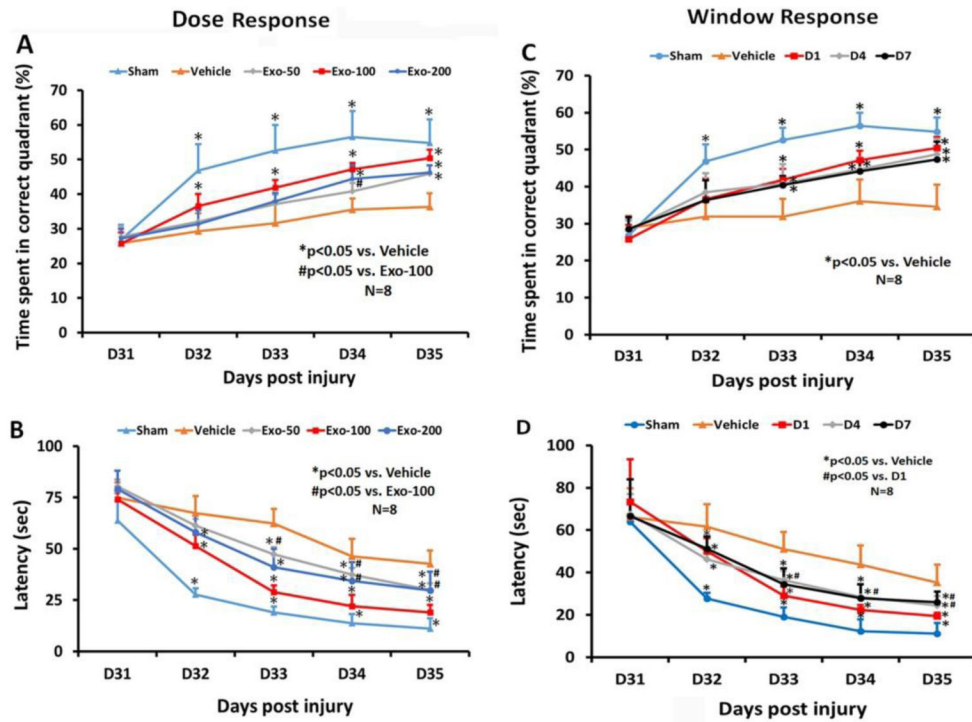 Dose Response
Window Response
A
Sham Vehicle Exo-50 Exo-100 Exo-200
Time spent in correct quadrant (%)
70
60
50
40
30
20
10
0
* * * * * * * * * * * #
*p<0.05 vs. Vehicle
#p<0.05 vs. Exo-100
N=8
D31 D32 D33 D34 D35
Days post injury
C
Sham Vehicle D1 D4 D7
Time spent in correct quadrant (%)
70
60
50
40
30
20
10
0
*p<0.05 vs. Vehicle
N=8
D31 D32 D33 D34 D35
Days post injury
B
Sham Vehicle Exo-50 Exo-100 Exo-200
Latency (sec)
100
75
50
25
0
*p<0.05 vs. Vehicle
#p<0.05 vs. Exo-100
N=8
D31 D32 D33 D34 D35
Days post injury
D
Sham Vehicle D1 D4 D7
Latency (sec)
100
80
60
40
20
0
*p<0.05 vs. Vehicle
#p<0.05 vs. D1
N=8
D31 D32 D33 D34 D35
Days post injury